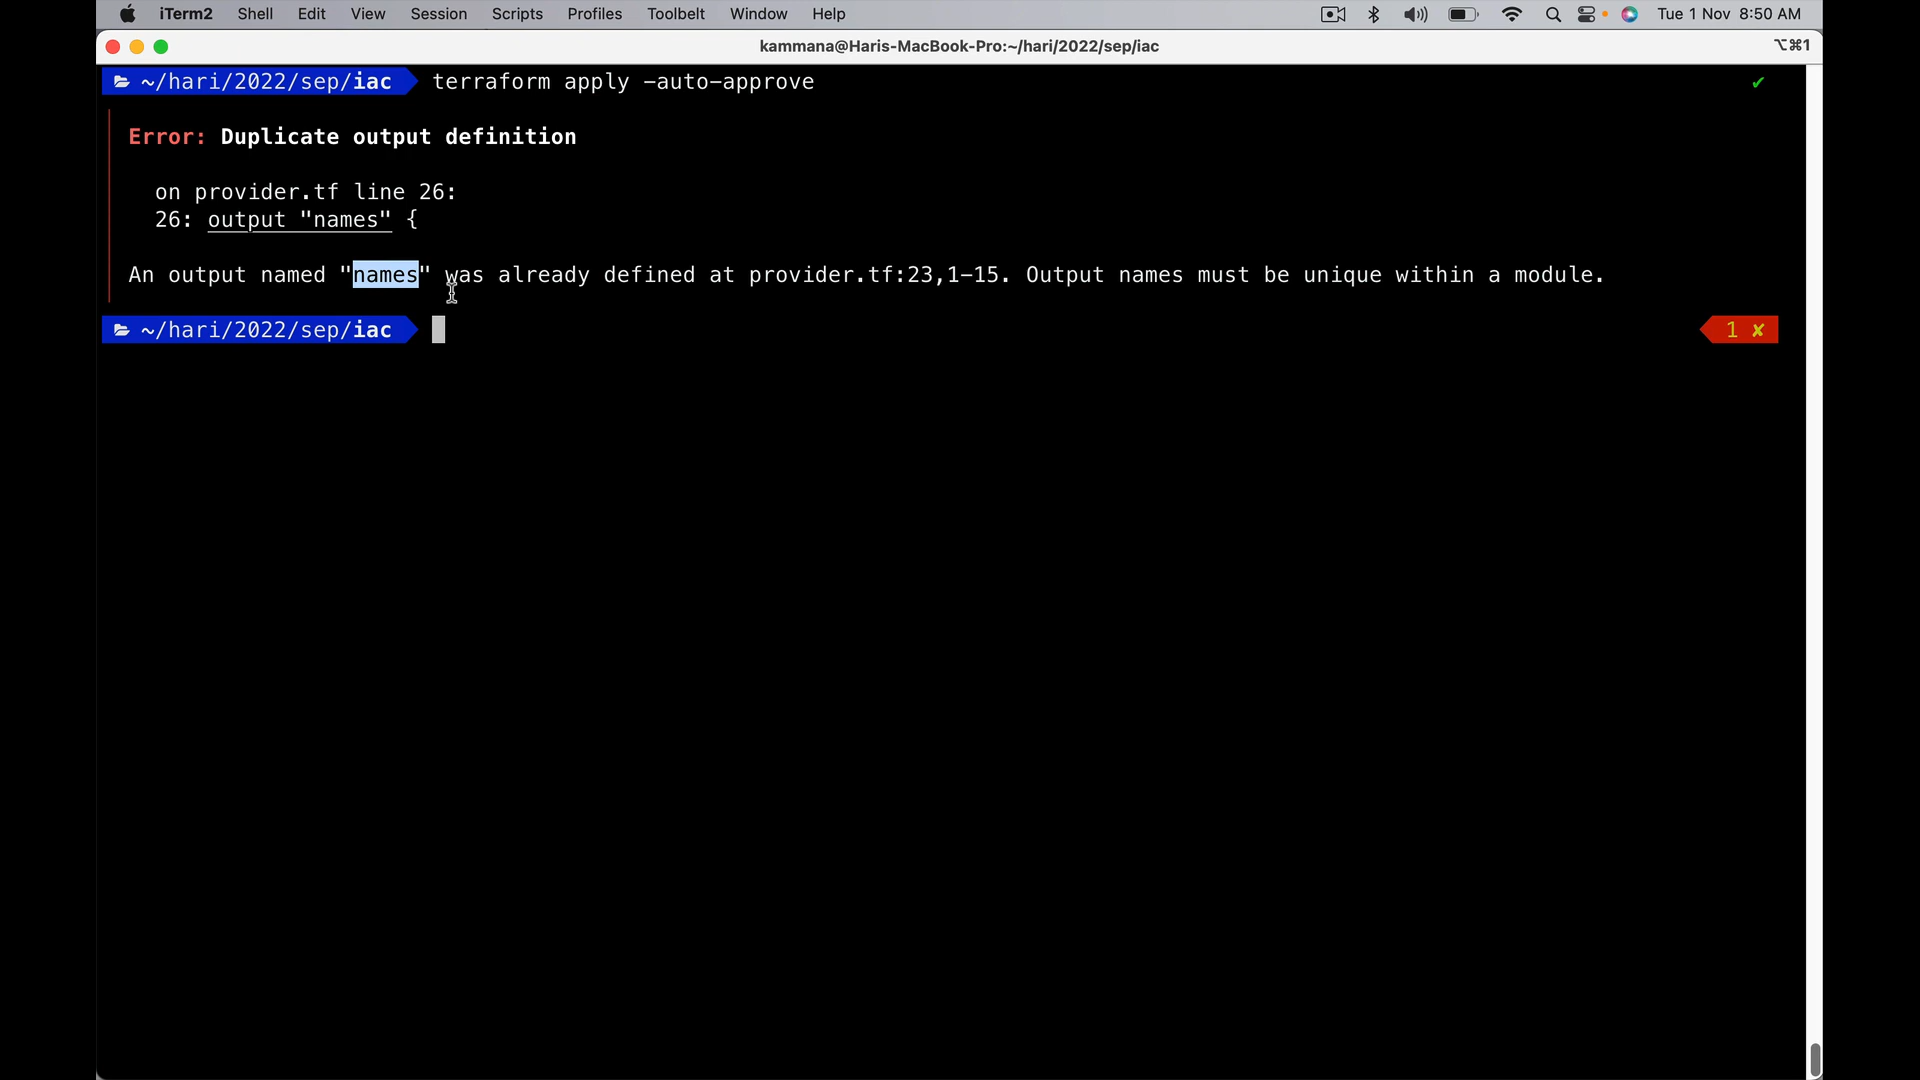 iTerm2 Shell Edit View Session Scripts Profiles Toolbelt Window Help Tue 1 Nov 8:50 AM
kammana@Haris-MacBook-Pro:~/hari/2022/sep/iac ⌥⌘1
~/hari/2022/sep/iac terraform apply -auto-approve ✔
Error: Duplicate output definition
on provider.tf line 26:
26: output "names" {
An output named "names" was already defined at provider.tf:23,1-15. Output names must be unique within a module.
~/hari/2022/sep/iac 1 ✘